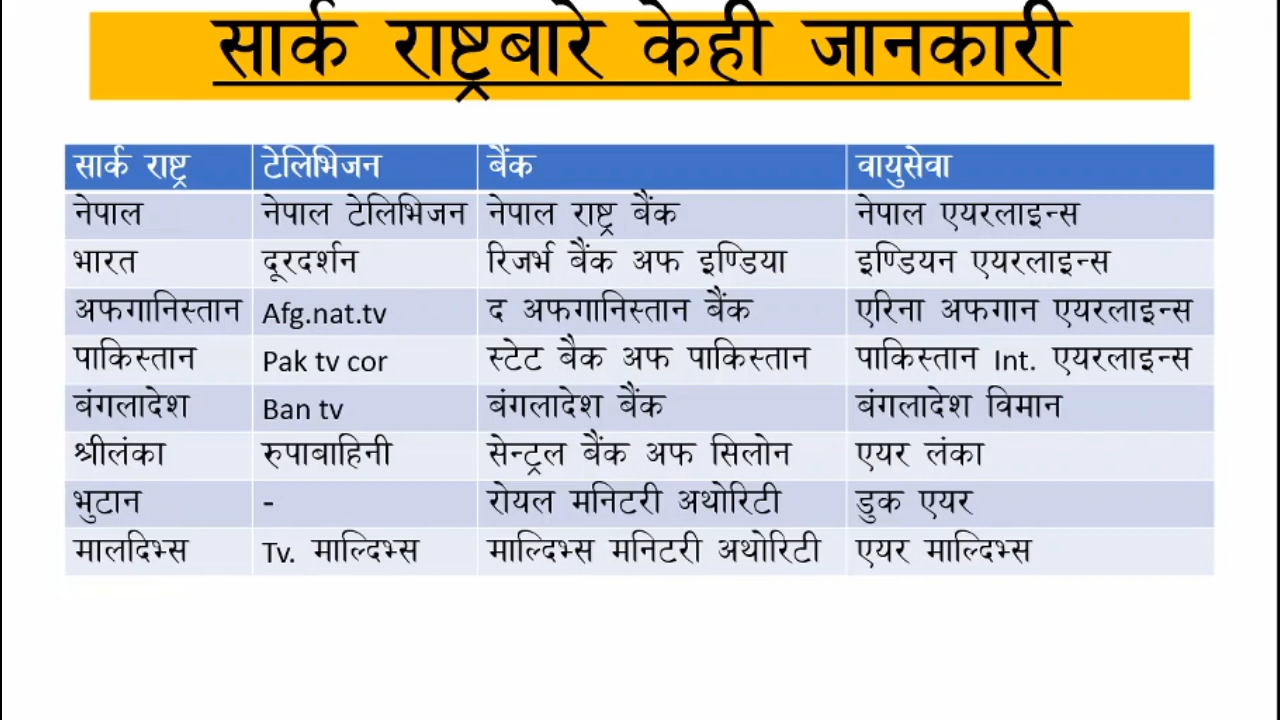 सार्क राष्ट्रबारे केही जानकारी
सार्क राष्ट्र टेलिभिजन बैंक वायुसेवा
नेपाल नेपाल टेलिभिजन नेपाल राष्ट्र बैंक नेपाल एयरलाइन्स
भारत दूरदर्शन रिजर्भ बैंक अफ इण्डिया इण्डियन एयरलाइन्स
अफगानिस्तान Afg.nat.tv द अफगानिस्तान बैंक एरिना अफगान एयरलाइन्स
पाकिस्तान Pak tv cor स्टेट बैक अफ पाकिस्तान पाकिस्तान Int. एयरलाइन्स
बंगलादेश Ban tv बंगलादेश बैंक बंगलादेश विमान
श्रीलंका रुपाबाहिनी सेन्ट्रल बैंक अफ सिलोन एयर लंका
भुटान - रोयल मनिटरी अथोरिटी डुक एयर
मालदिभ्स Tv. माल्दिभ्स माल्दिभ्स मनिटरी अथोरिटी एयर माल्दिभ्स